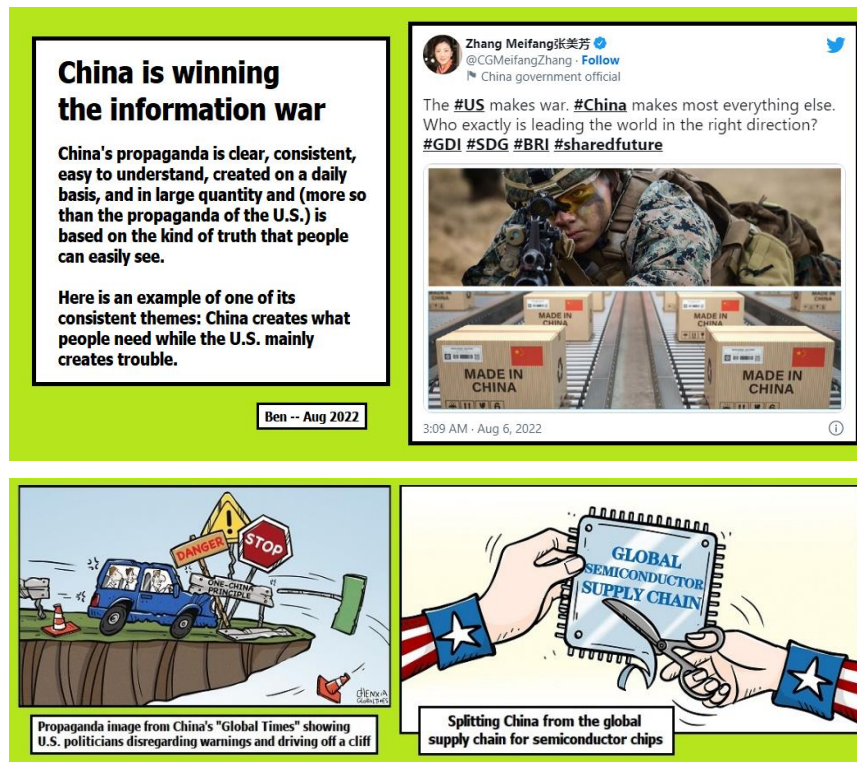 China is winning
the information war
China's propaganda is clear, consistent,
easy to understand, created on a daily
basis, and in large quantity and (more so
than the propaganda of the U.S.) is
based on the kind of truth that people
can easily see.
Here is an example of one of its
consistent themes: China creates what
people need while the U.S. mainly
creates trouble.
Ben -- Aug 2022
Zhang Meifang张美芳
@CGMeifangZhang · Follow
China government official
The #US makes war. #China makes most everything else.
Who exactly is leading the world in the right direction?
#GDI #SDG #BRI #sharedfuture
MADE IN
CHINA
MADE IN
CHINA
MADE IN
CHINA
MADE IN
CHINA
3:09 AM · Aug 6, 2022
DANGER
STOP
ONE-CHINA
PRINCIPLE
CHENXIA
GLOBALTIMES
Propaganda image from China's "Global Times" showing
U.S. politicians disregarding warnings and driving off a cliff
GLOBAL
SEMICONDUCTOR
SUPPLY CHAIN
Splitting China from the global
supply chain for semiconductor chips